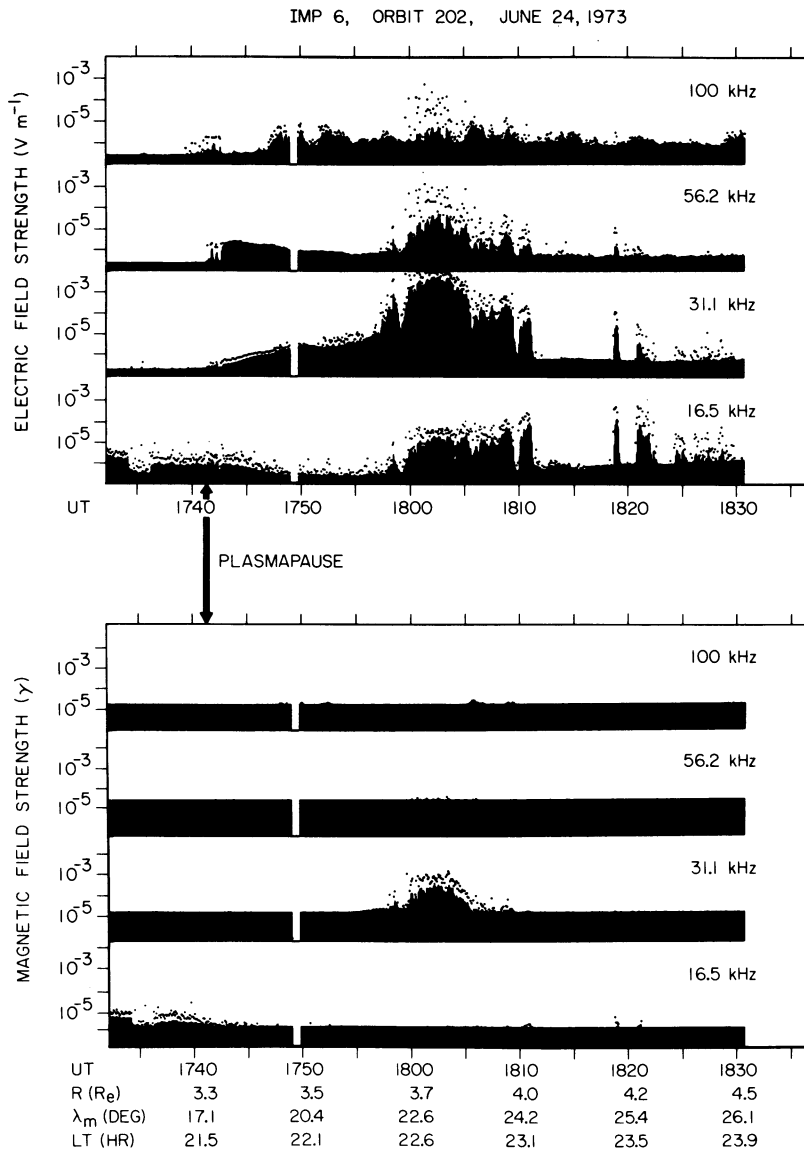 IMP 6, ORBIT 202, JUNE 24, 1973
ELECTRIC FIELD STRENGTH (V m⁻¹)
10⁻³
10⁻⁵
100 kHz
10⁻³
10⁻⁵
56.2 kHz
10⁻³
10⁻⁵
31.1 kHz
10⁻³
10⁻⁵
16.5 kHz
UT 1740 1750 1800 1810 1820 1830
PLASMAPAUSE
MAGNETIC FIELD STRENGTH (γ)
10⁻³
10⁻⁵
100 kHz
10⁻³
10⁻⁵
56.2 kHz
10⁻³
10⁻⁵
31.1 kHz
10⁻³
10⁻⁵
16.5 kHz
UT 1740 1750 1800 1810 1820 1830
R (Rₑ) 3.3 3.5 3.7 4.0 4.2 4.5
λₘ (DEG) 17.1 20.4 22.6 24.2 25.4 26.1
LT (HR) 21.5 22.1 22.6 23.1 23.5 23.9